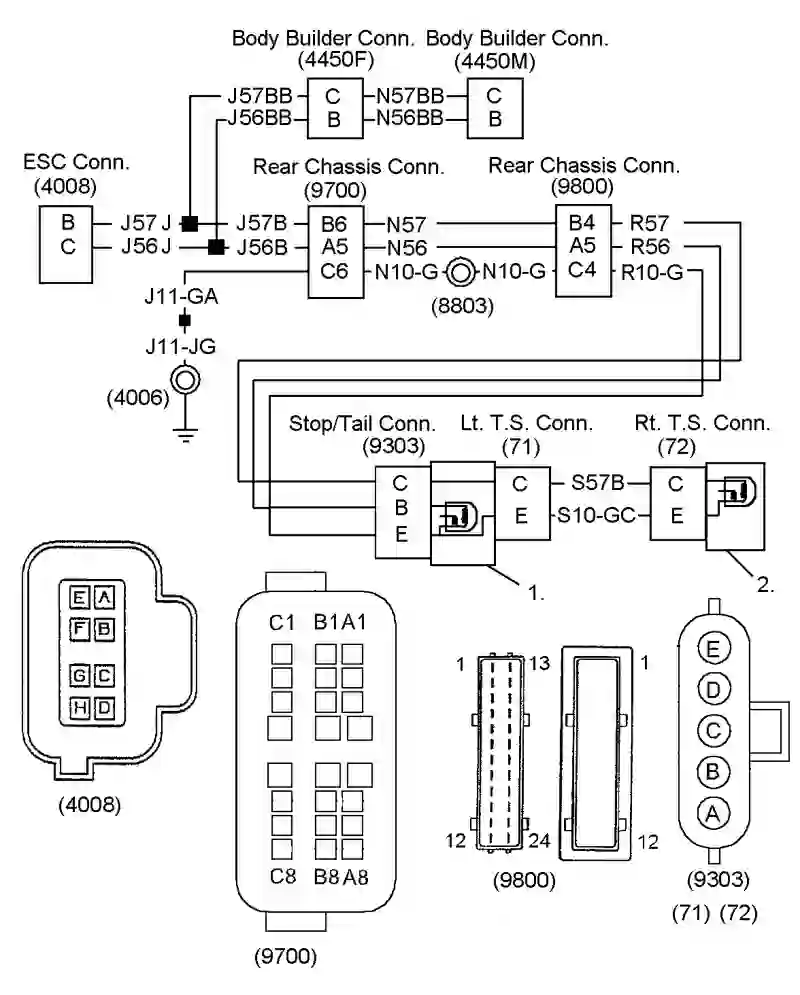 Body Builder Conn. Body Builder Conn.
(4450F) (4450M)
J57BB C N57BB C
J56BB B N56BB B
ESC Conn.
(4008)
Rear Chassis Conn.
(9700)
Rear Chassis Conn.
(9800)
B J57J J57B B6 N57 B4 R57
C J56J J56B A5 N56 A5 R56
C6 N10-G N10-G C4 R10-G
(8803)
J11-GA
J11-JG
(4006)
Stop/Tail Conn.
(9303)
Lt. T.S. Conn.
(71)
Rt. T.S. Conn.
(72)
C C S57B C
B
E E S10-GC E
1.
2.
E A
F B
G C
H D
(4008)
C1 B1 A1
C8 B8 A8
(9700)
1 13 1
12 24 12
(9800)
E
D
C
B
A
(9303)
(71) (72)